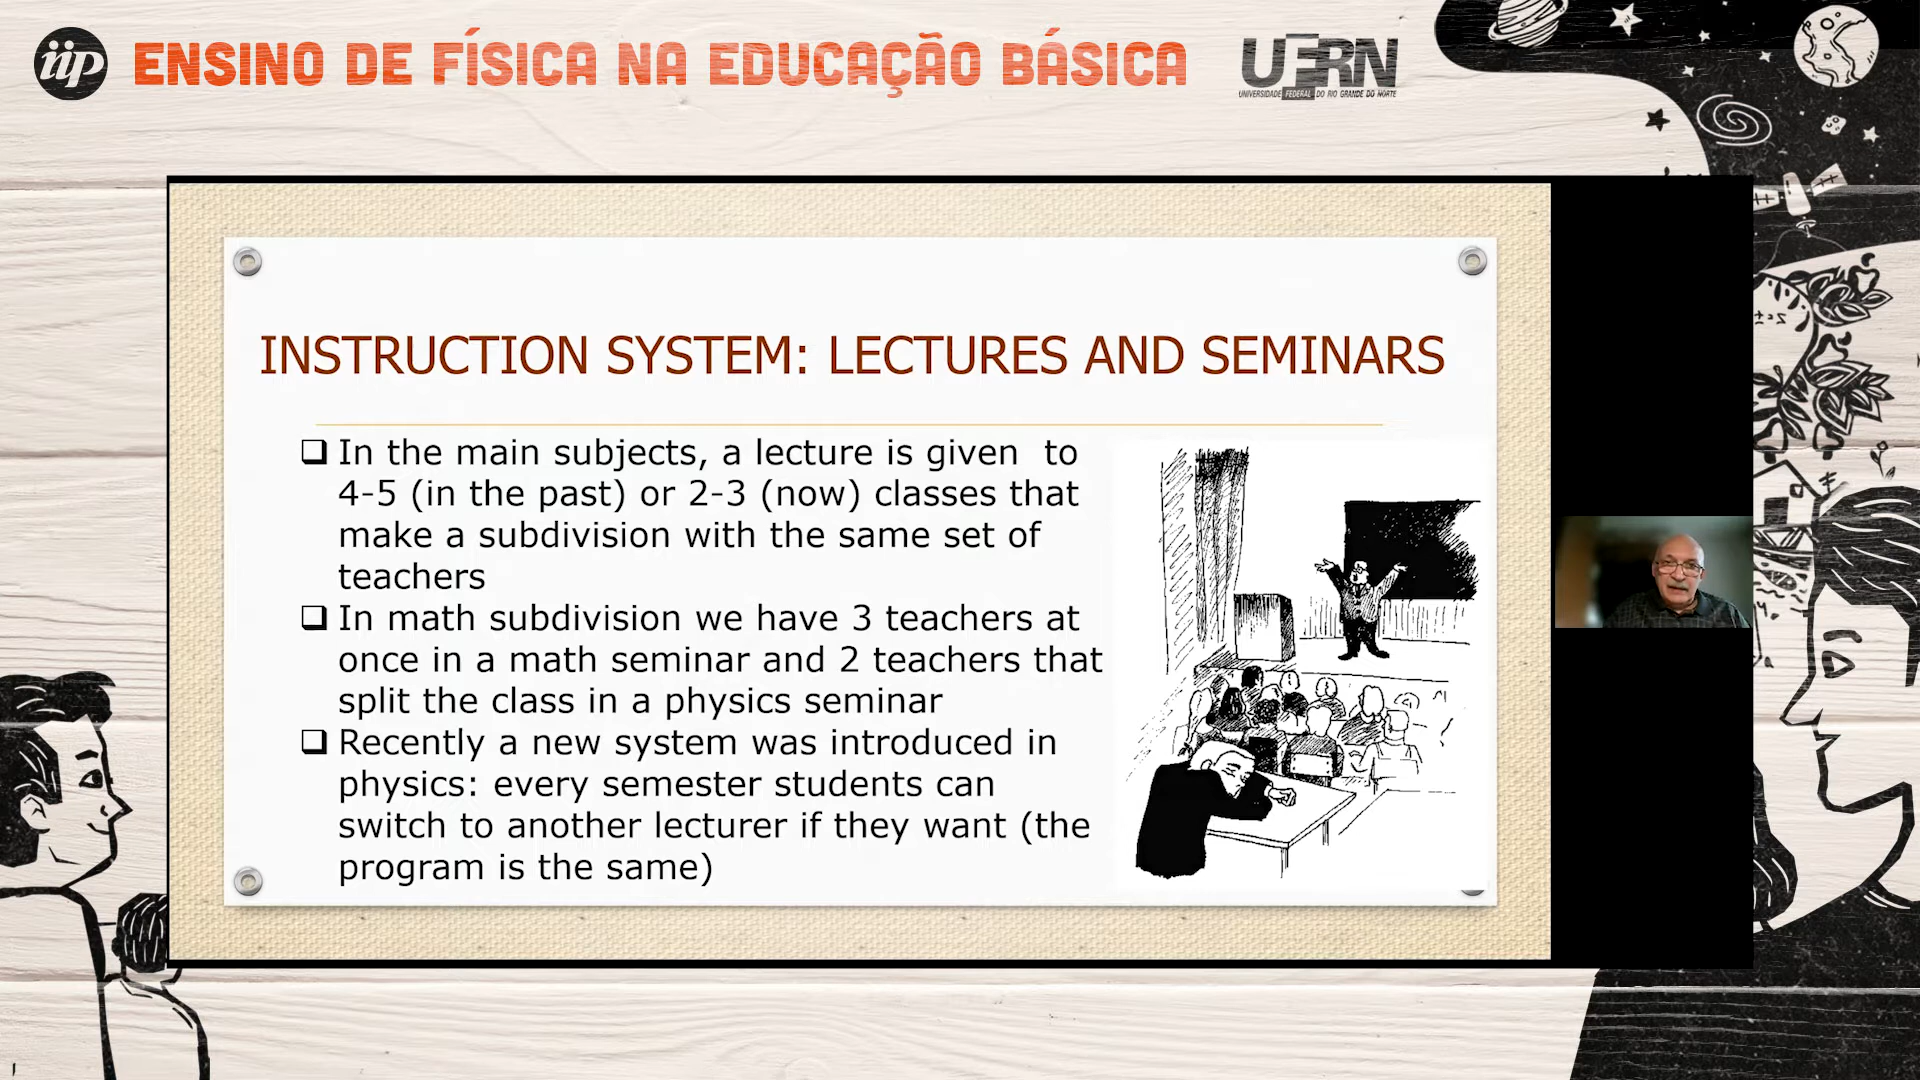 iip
ENSINO DE FÍSICA NA EDUCAÇÃO BÁSICA
UFRN
UNIVERSIDADE FEDERAL DO RIO GRANDE DO NORTE
INSTRUCTION SYSTEM: LECTURES AND SEMINARS
In the main subjects, a lecture is given to
4-5 (in the past) or 2-3 (now) classes that
make a subdivision with the same set of
teachers
In math subdivision we have 3 teachers at
once in a math seminar and 2 teachers that
split the class in a physics seminar
Recently a new system was introduced in
physics: every semester students can
switch to another lecturer if they want (the
program is the same)